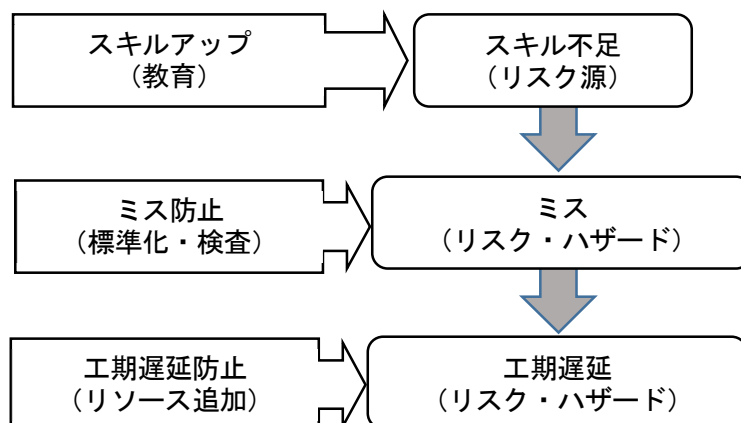 スキルアップ
（教育）
スキル不足
（リスク源）
ミス防止
（標準化・検査）
ミス
（リスク・ハザード）
工期遅延防止
（リソース追加）
工期遅延
（リスク・ハザード）